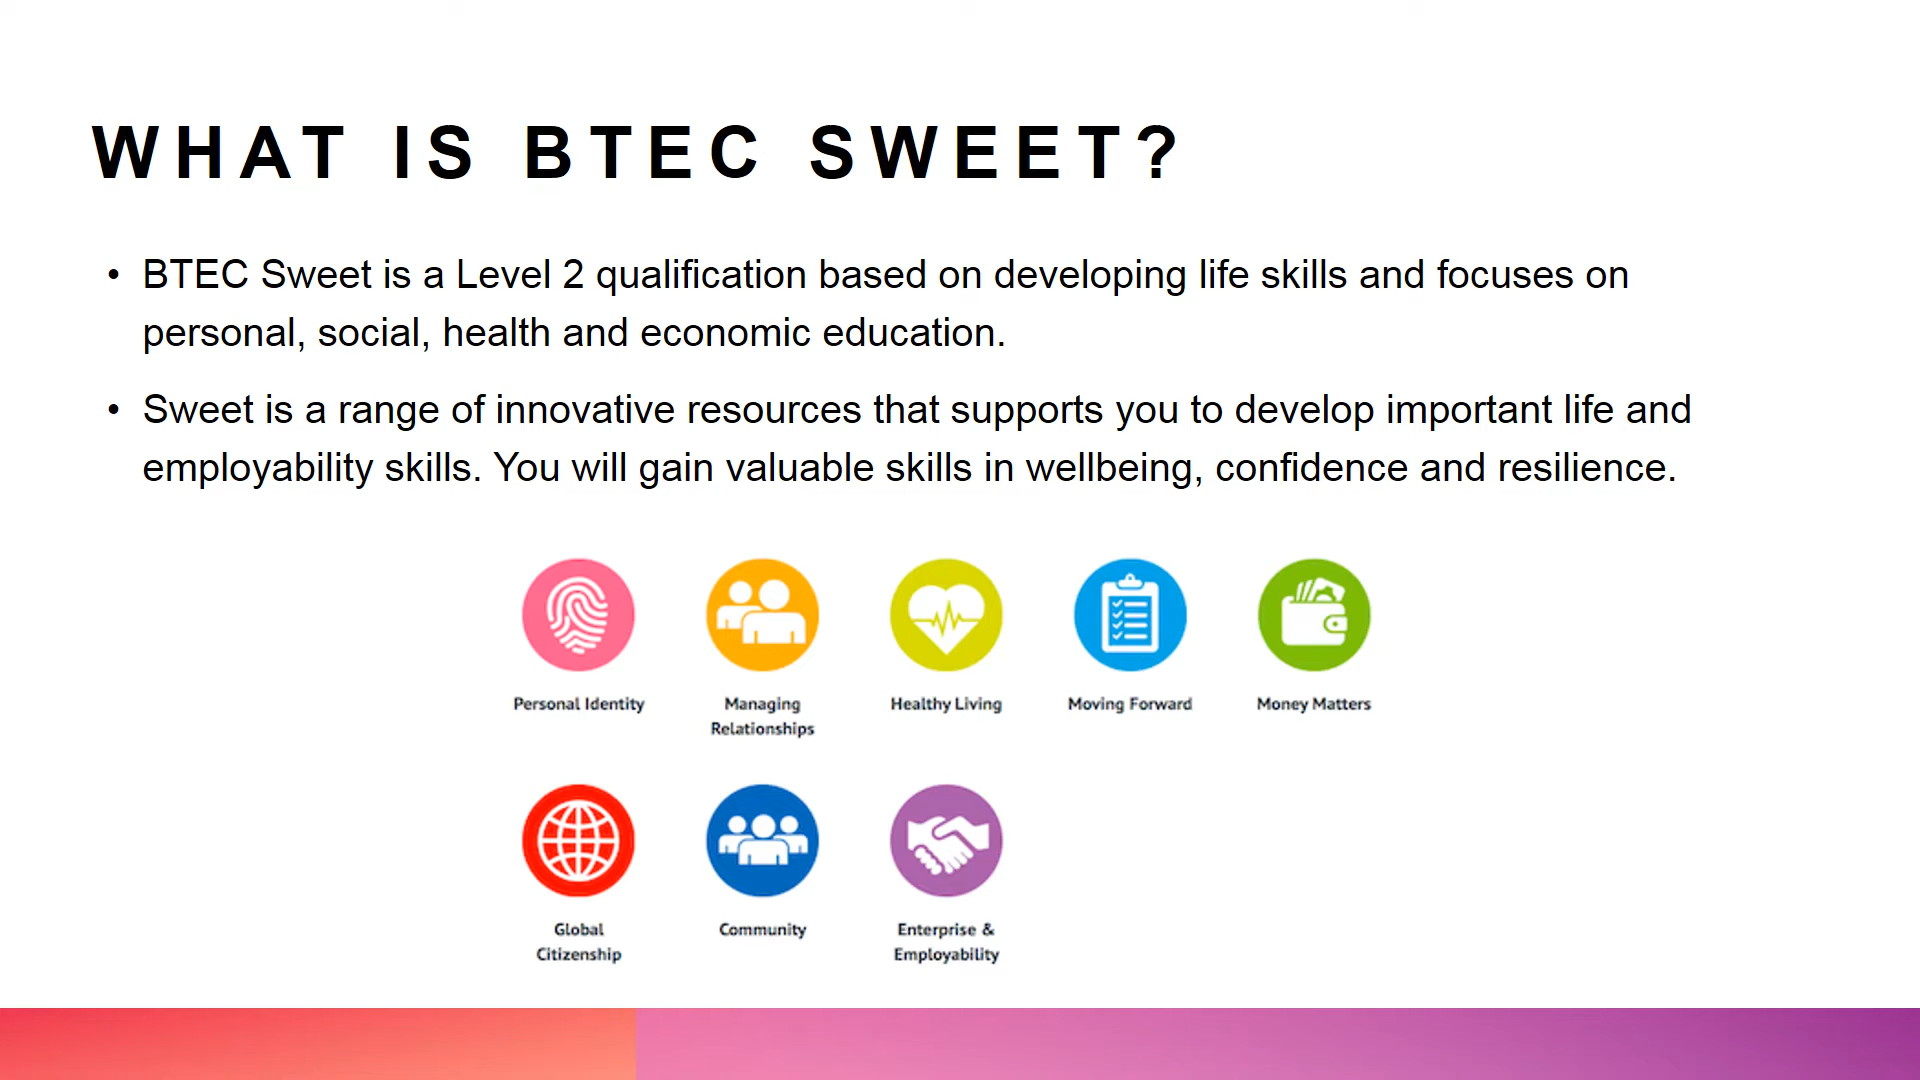 WHAT IS BTEC SWEET?
• BTEC Sweet is a Level 2 qualification based on developing life skills and focuses on
personal, social, health and economic education.
• Sweet is a range of innovative resources that supports you to develop important life and
employability skills. You will gain valuable skills in wellbeing, confidence and resilience.
Personal Identity
Managing
Relationships
Healthy Living
Moving Forward
Money Matters
Global
Citizenship
Community
Enterprise &
Employability